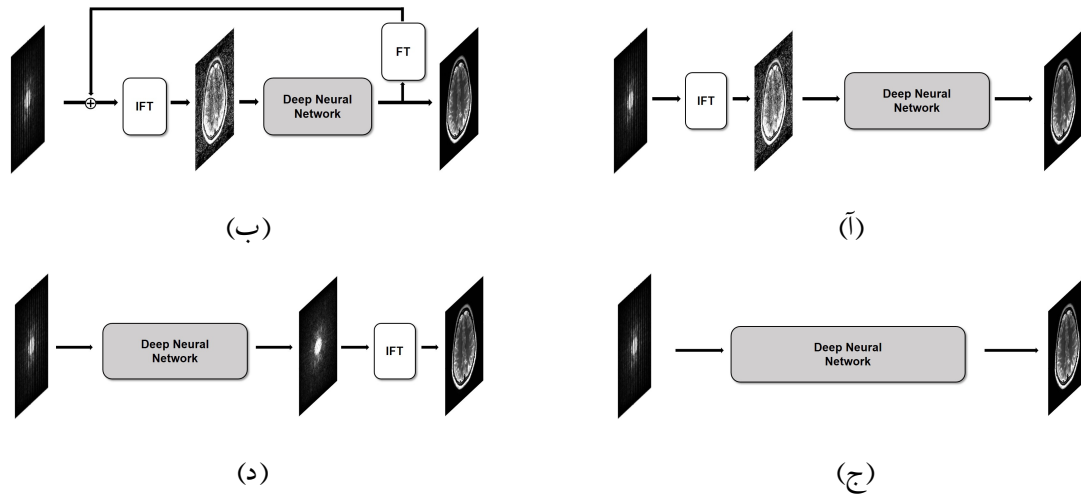 FT
IFT
Deep Neural
Network
IFT
Deep Neural
Network
(ب)
(آ)
Deep Neural
Network
IFT
Deep Neural
Network
(د)
(ج)